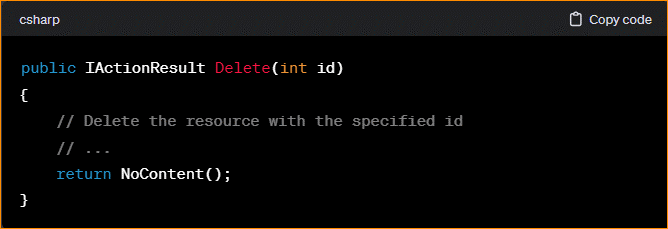 csharp Copy code
public IActionResult Delete(int id)
{
// Delete the resource with the specified id
// ...
return NoContent();
}